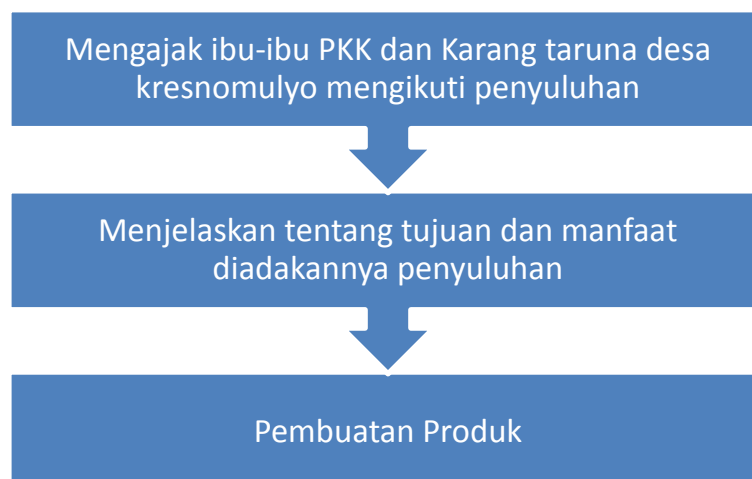 Mengajak ibu-ibu PKK dan Karang taruna desa
kresnomulyo mengikuti penyuluhan
Menjelaskan tentang tujuan dan manfaat
diadakannya penyuluhan
Pembuatan Produk